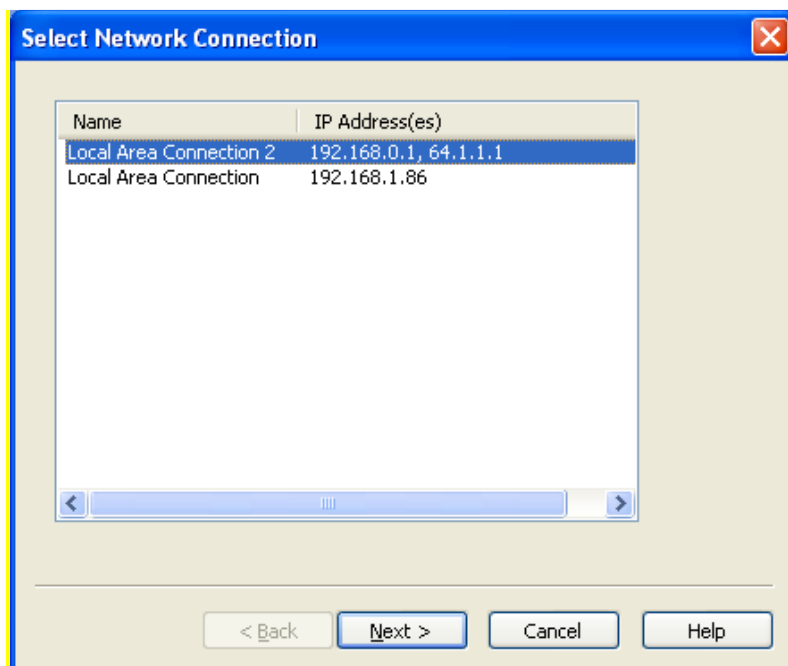 Select Network Connection
Name IP Address(es)
Local Area Connection 2 192.168.0.1, 64.1.1.1
Local Area Connection 192.168.1.86
< Back Next > Cancel Help